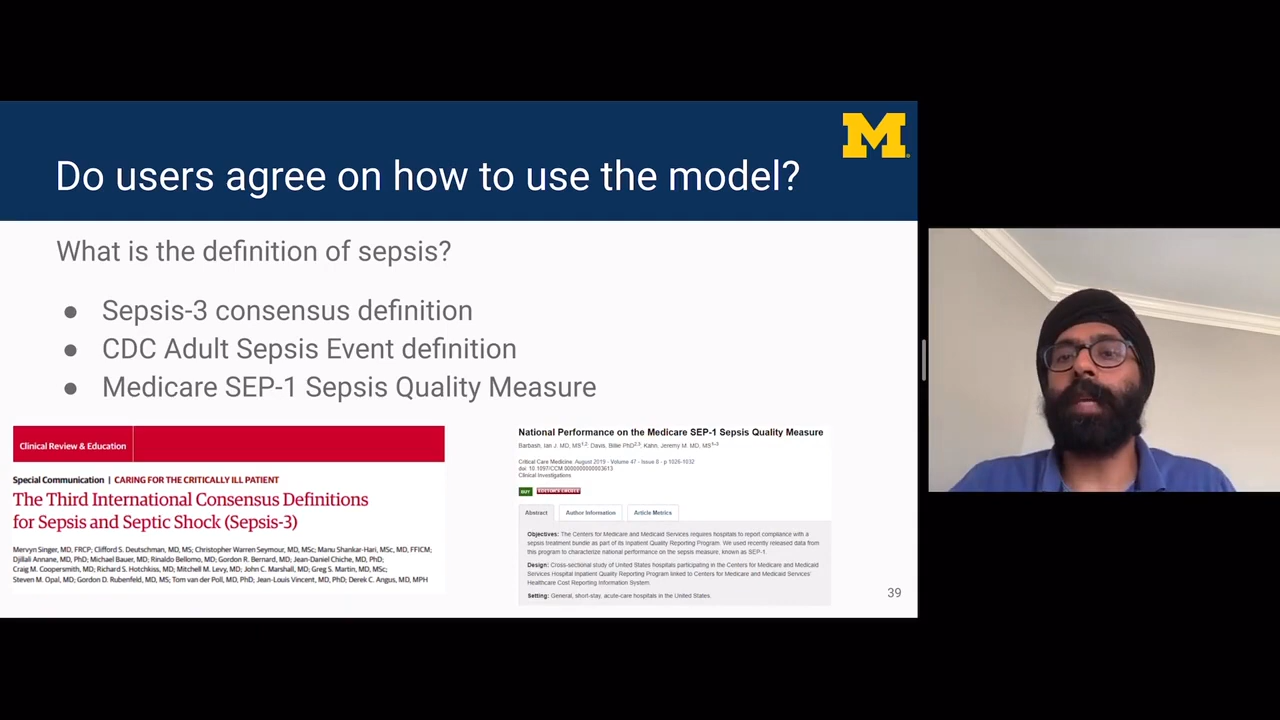 M
Do users agree on how to use the model?
What is the definition of sepsis?
● Sepsis-3 consensus definition
● CDC Adult Sepsis Event definition
● Medicare SEP-1 Sepsis Quality Measure
Clinical Review & Education
Special Communication | CARING FOR THE CRITICALLY ILL PATIENT
The Third International Consensus Definitions
for Sepsis and Septic Shock (Sepsis-3)
Mervyn Singer, MD, FRCP; Clifford S. Deutschman, MD, MS; Christopher Warren Seymour, MD, MSc; Manu Shankar-Hari, MSc, MD, FFICM;
Djillali Annane, MD, PhD; Michael Bauer, MD; Rinaldo Bellomo, MD; Gordon R. Bernard, MD; Jean-Daniel Chiche, MD, PhD;
Craig M. Coopersmith, MD; Richard S. Hotchkiss, MD; Mitchell M. Levy, MD; John C. Marshall, MD; Greg S. Martin, MD, MSc;
Steven M. Opal, MD; Gordon D. Rubenfeld, MD, MS; Tom van der Poll, MD, PhD; Jean-Louis Vincent, MD, PhD; Derek C. Angus, MD, MPH
National Performance on the Medicare SEP-1 Sepsis Quality Measure
Barbash, Ian J. MD, MS1,2; Davis, Billie PhD2,3; Kahn, Jeremy M. MD, MS
Critical Care Medicine: August 2019 - Volume 47 - Issue 8 - p 1026-1032
doi: 10.1097/CCM.0000000000003613
Clinical Investigations
BUY EDITOR'S CHOICE
Abstract Author Information Article Metrics
Objectives: The Centers for Medicare and Medicaid Services requires hospitals to report compliance with a
sepsis treatment bundle as part of its Inpatient Quality Reporting Program. We used recently released data from
this program to characterize national performance on the sepsis measure, known as SEP-1.
Design: Cross-sectional study of United States hospitals participating in the Centers for Medicare and Medicaid
Services Hospital Inpatient Quality Reporting Program linked to Centers for Medicare and Medicaid Services'
Healthcare Cost Reporting Information System.
Setting: General, short-stay, acute-care hospitals in the United States.
39